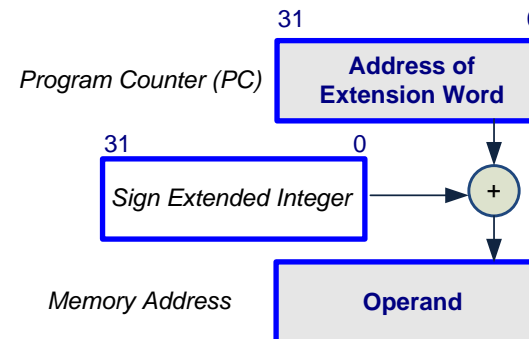 31
Program Counter (PC)
Address of
Extension Word
31 0
Sign Extended Integer
+
Memory Address
Operand